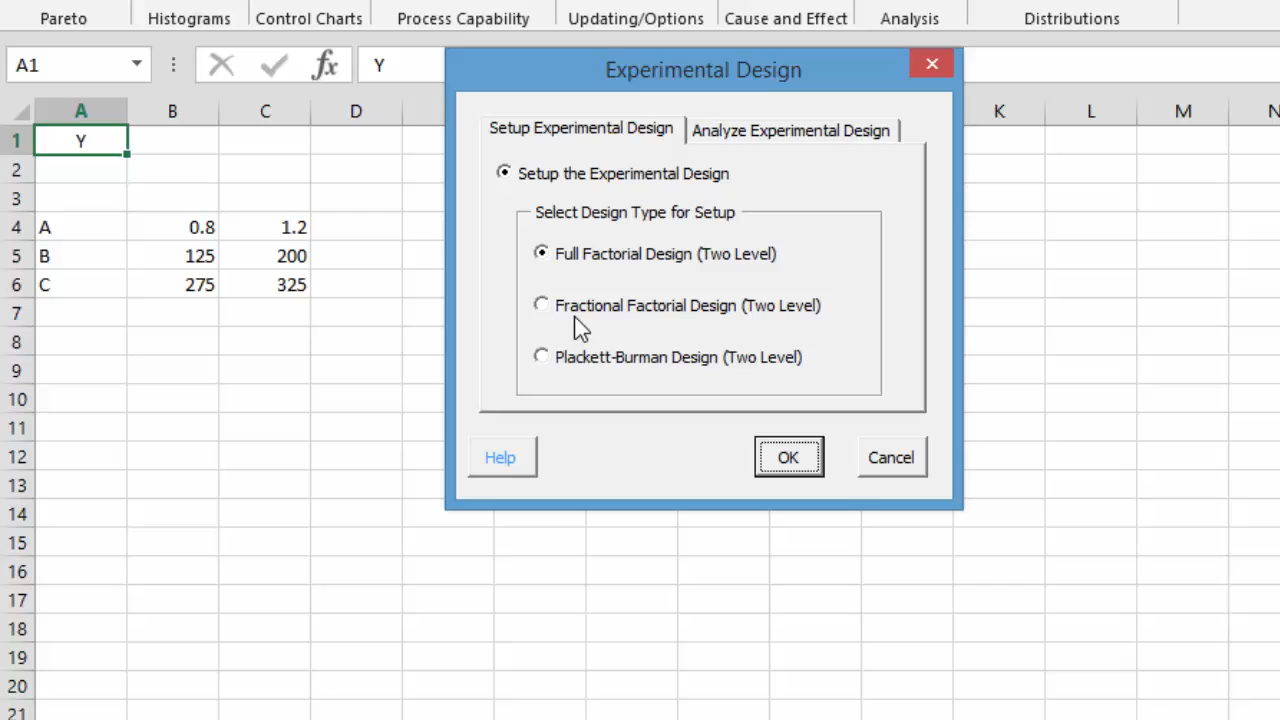 Pareto Histograms Control Charts Process Capability Updating/Options Cause and Effect Analysis Distributions
A1 fx Y
Experimental Design
A B C D K L M N
Setup Experimental Design Analyze Experimental Design
1 Y
2
Setup the Experimental Design
3
Select Design Type for Setup
4 A 0.8 1.2
Full Factorial Design (Two Level)
5 B 125 200
6 C 275 325
Fractional Factorial Design (Two Level)
7
8
Plackett-Burman Design (Two Level)
9
10
11
12
Help OK Cancel
13
14
15
16
17
18
19
20
21